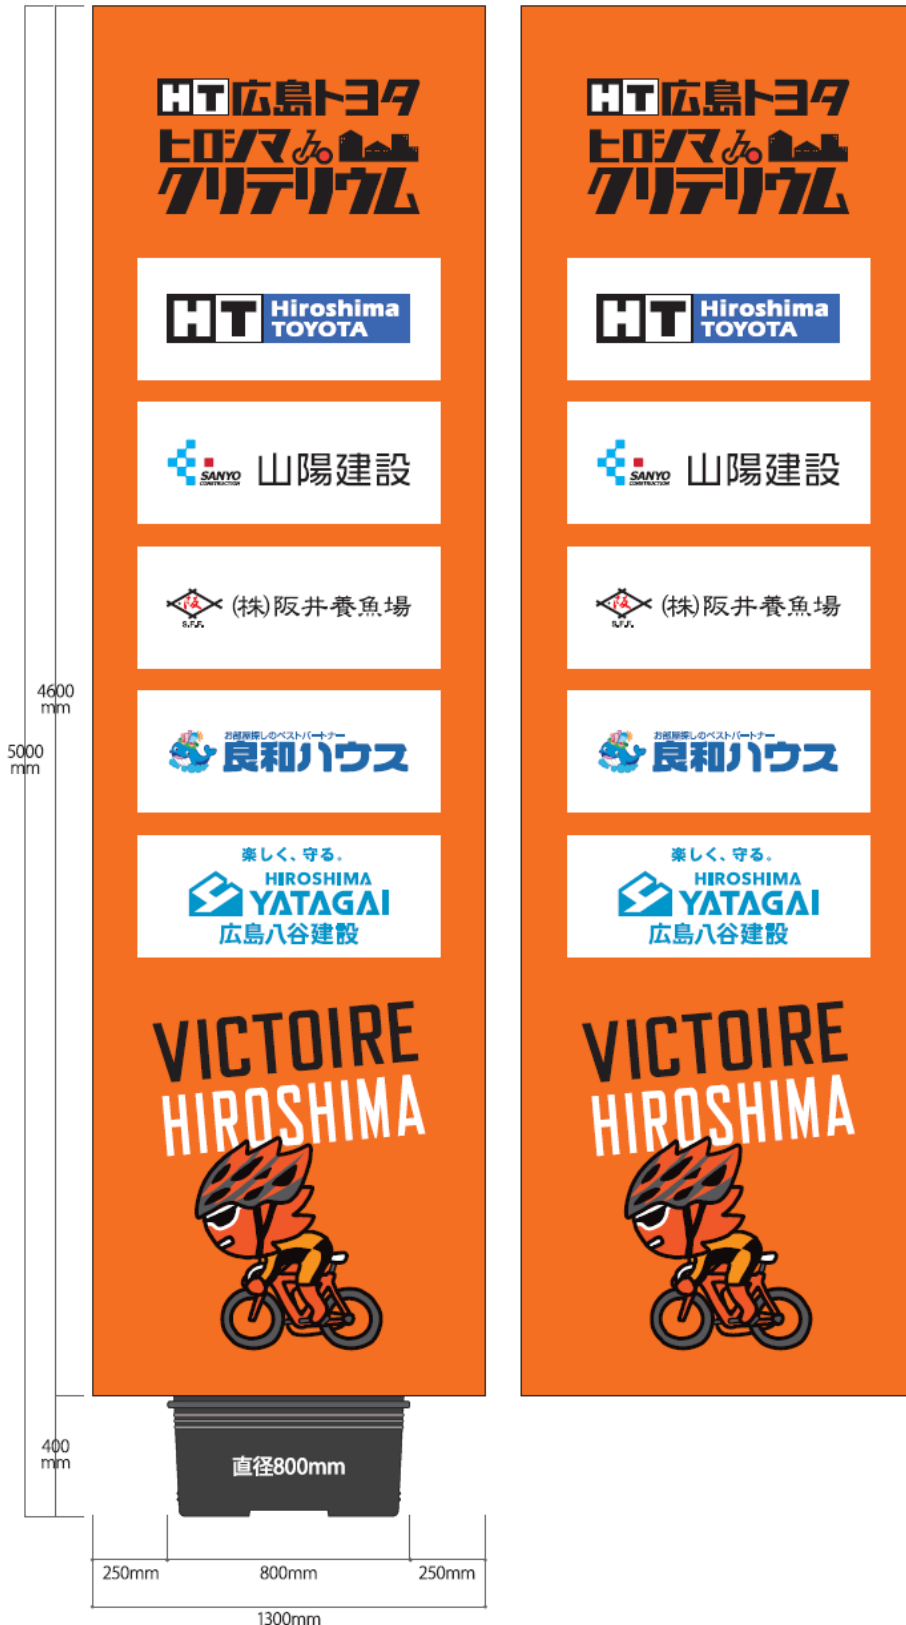 HT広島トヨタ
ヒロシマ
クリテリウム
HT Hiroshima
TOYOTA
SANYO
CONSTRUCTION
山陽建設
阪
S.F.F.
(株)阪井養魚場
お部屋探しのベストパートナー
良和ハウス
楽しく、守る。
HIROSHIMA
YATAGAI
広島八谷建設
VICTOIRE
HIROSHIMA
HT広島トヨタ
ヒロシマ
クリテリウム
HT Hiroshima
TOYOTA
SANYO
CONSTRUCTION
山陽建設
阪
S.F.F.
(株)阪井養魚場
お部屋探しのベストパートナー
良和ハウス
楽しく、守る。
HIROSHIMA
YATAGAI
広島八谷建設
VICTOIRE
HIROSHIMA
4600
mm
5000
mm
400
mm
直径800mm
250mm
800mm
250mm
1300mm